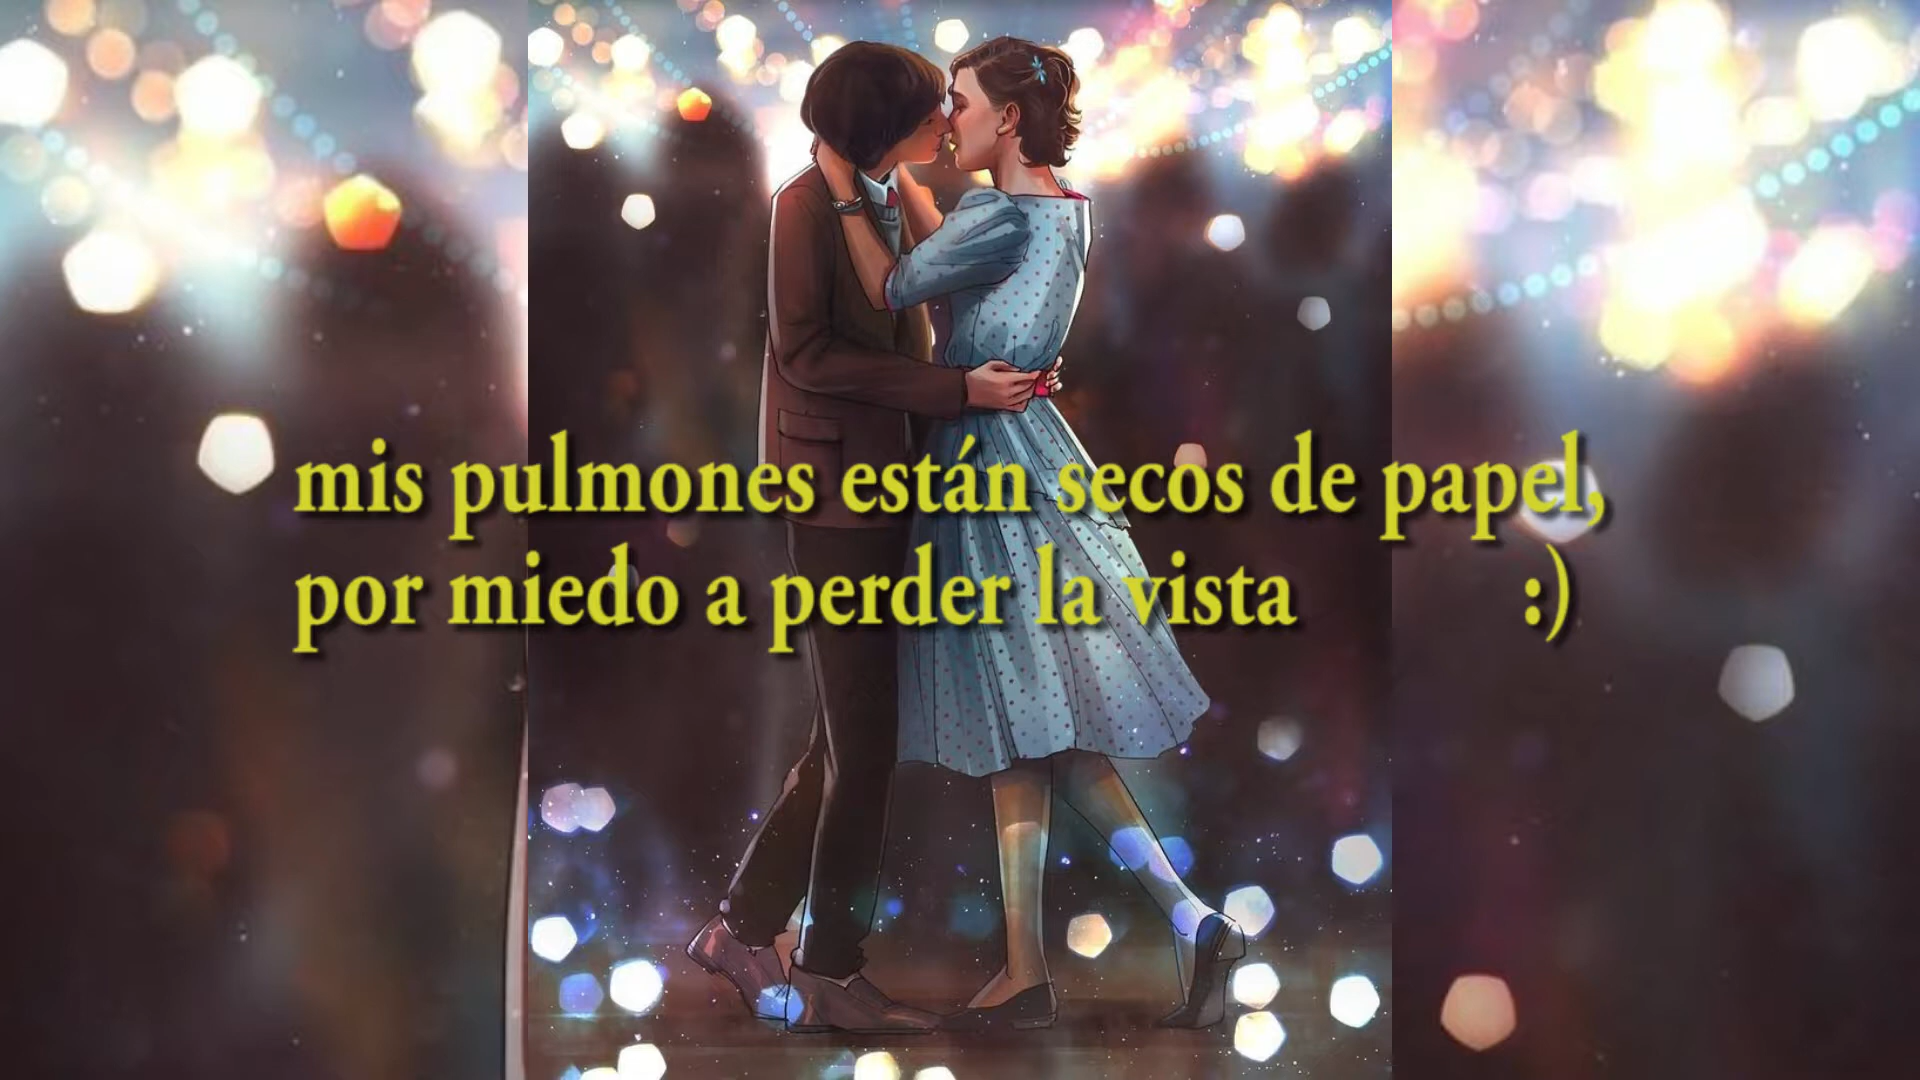 mis pulmones están secos de papel,
por miedo a perder la vista :)